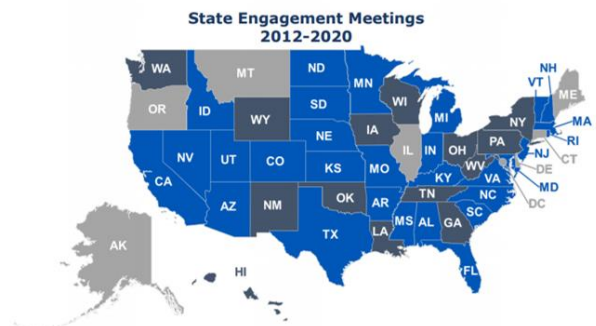 State Engagement Meetings
2012-2020
WA
MT
ND
MN
NH
VT
ME
OR
ID
SD
WI
MI
NY
MA
RI
WY
IA
PA
NJ
CT
NE
IL
IN
OH
DE
NV
UT
CO
KS
MO
KY
WV
VA
MD
DC
CA
AZ
NM
OK
AR
TN
NC
SC
TX
LA
MS
AL
GA
FL
AK
HI